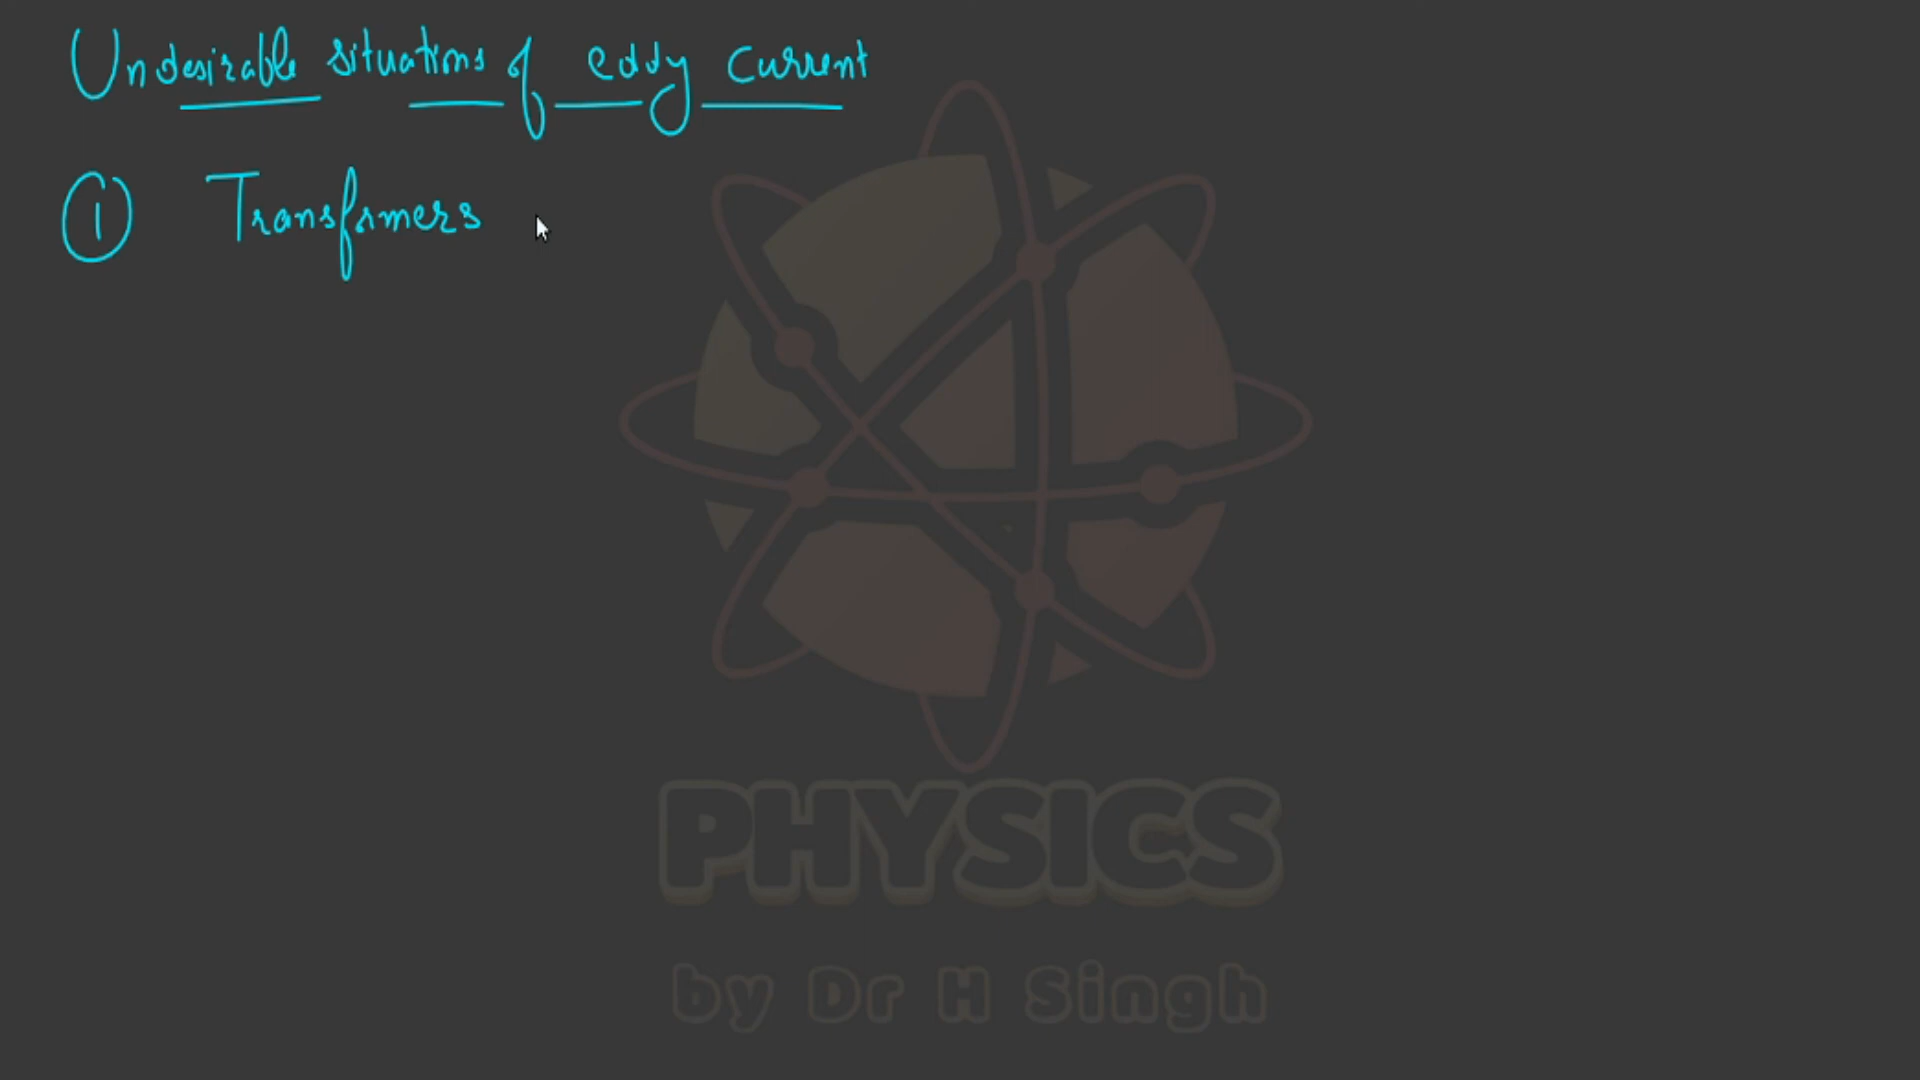 Undesirable situations of eddy current
① Transformers
PHYSICS
by Dr H Singh